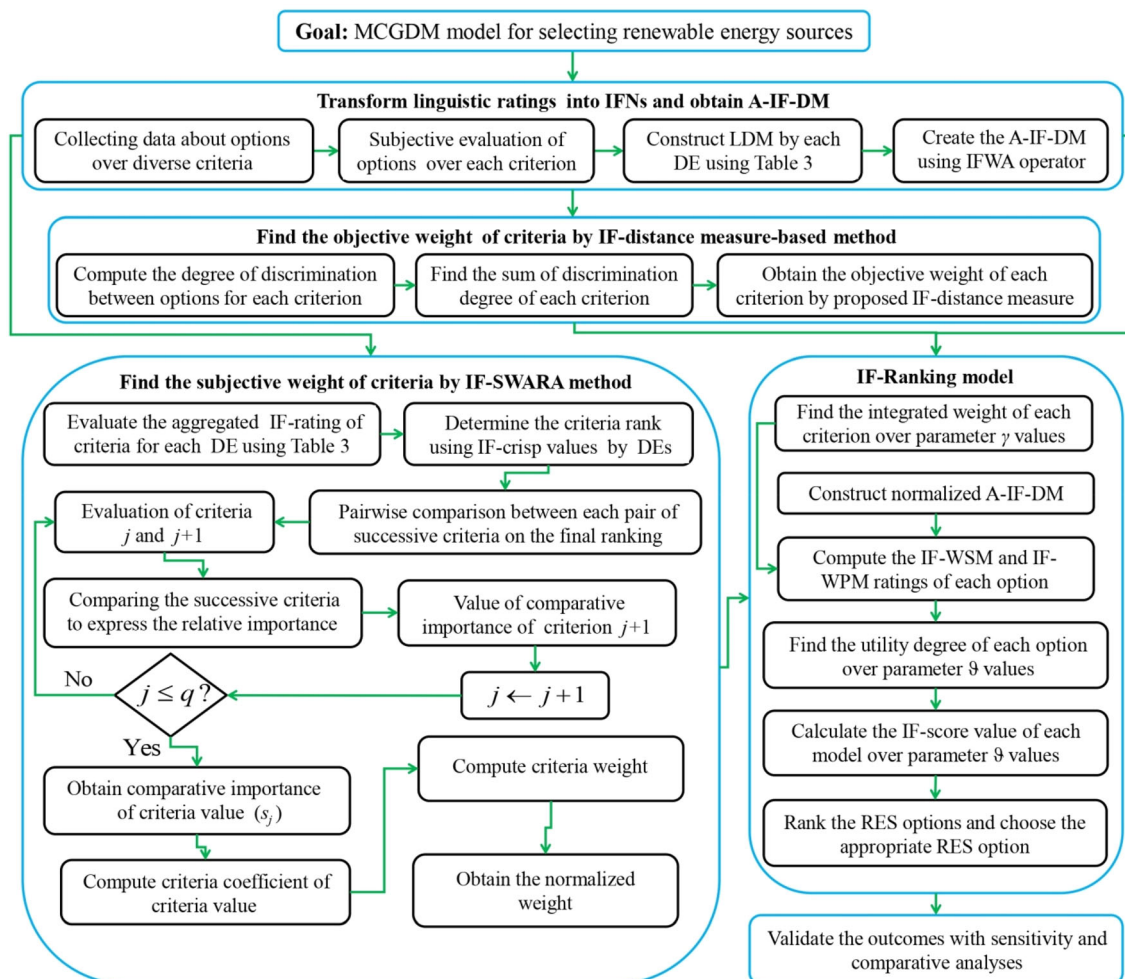 Goal: MCGDM model for selecting renewable energy sources
Transform linguistic ratings into IFNs and obtain A-IF-DM
Collecting data about options
over diverse criteria
Subjective evaluation of
options over each criterion
Construct LDM by each
DE using Table 3
Create the A-IF-DM
using IFWA operator
Find the objective weight of criteria by IF-distance measure-based method
Compute the degree of discrimination
between options for each criterion
Find the sum of discrimination
degree of each criterion
Obtain the objective weight of each
criterion by proposed IF-distance measure
Find the subjective weight of criteria by IF-SWARA method
Evaluate the aggregated IF-rating of
criteria for each DE using Table 3
Determine the criteria rank
using IF-crisp values by DEs
Evaluation of criteria
j and j+1
Pairwise comparison between each pair of
successive criteria on the final ranking
Comparing the successive criteria
to express the relative importance
Value of comparative
importance of criterion j+1
No
j ≤ q?
j ← j+1
Yes
Obtain comparative importance
of criteria value (s_j)
Compute criteria weight
Compute criteria coefficient of
criteria value
Obtain the normalized
weight
IF-Ranking model
Find the integrated weight of each
criterion over parameter γ values
Construct normalized A-IF-DM
Compute the IF-WSM and IF-
WPM ratings of each option
Find the utility degree of each option
over parameter ϑ values
Calculate the IF-score value of each
model over parameter ϑ values
Rank the RES options and choose the
appropriate RES option
Validate the outcomes with sensitivity and
comparative analyses